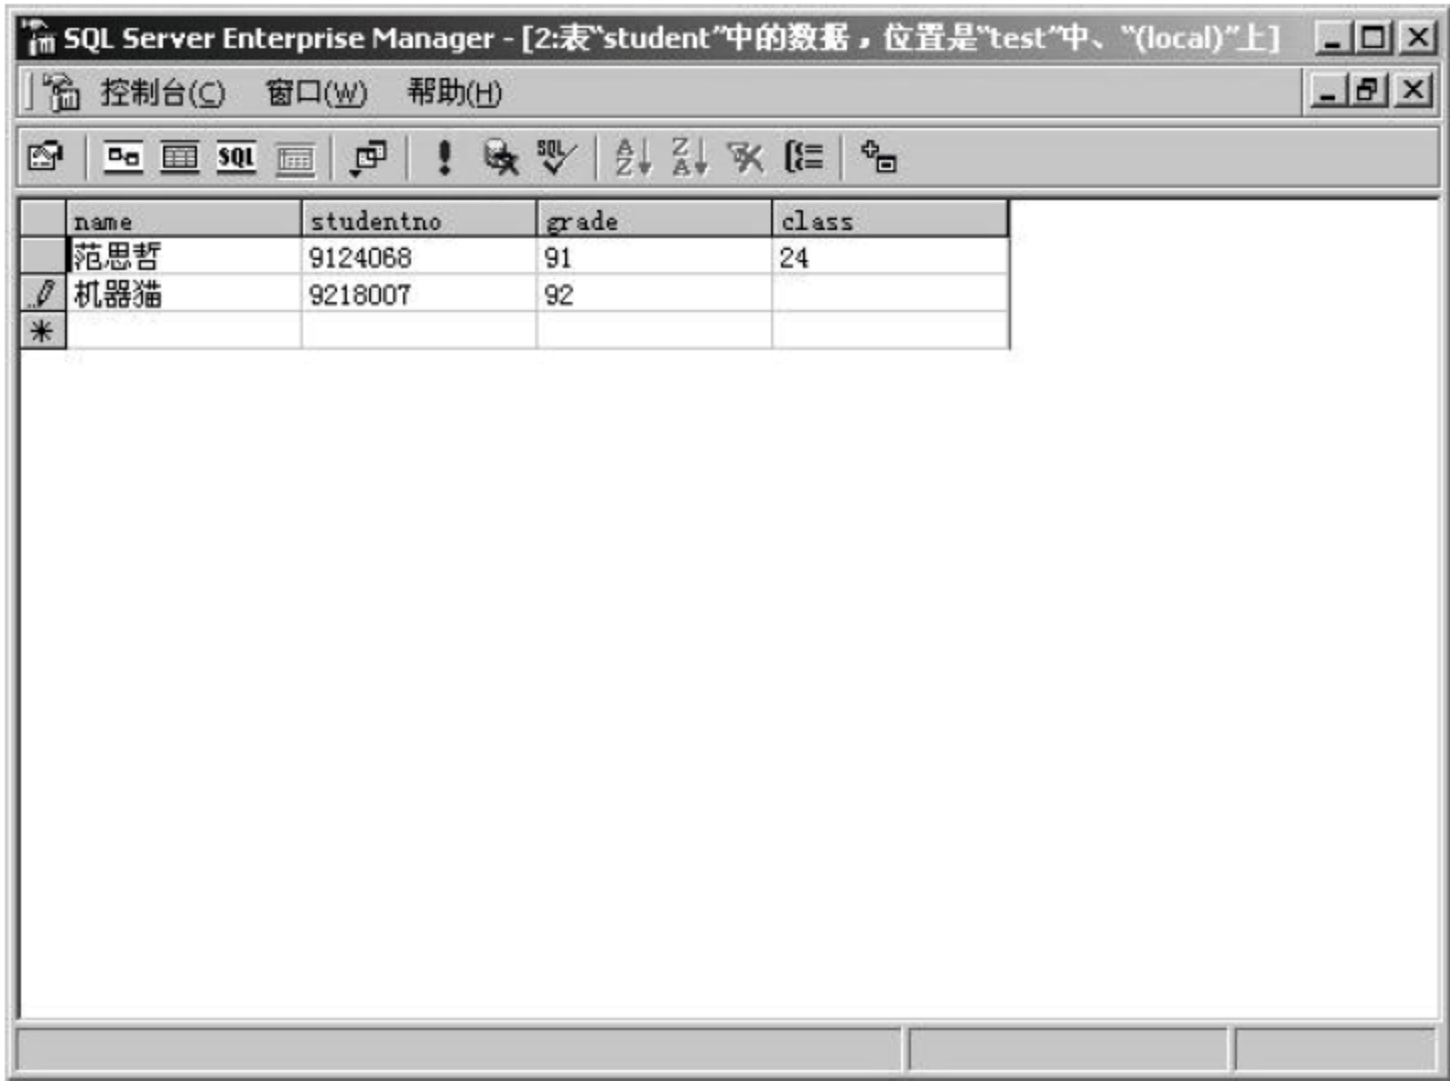 SQL Server Enterprise Manager - [2:表“student”中的数据，位置是“test”中、“(local)”上]
控制台(C) 窗口(W) 帮助(H)
SQL SQL A Z Z A
name studentno grade class
范思哲 9124068 91 24
机器猫 9218007 92